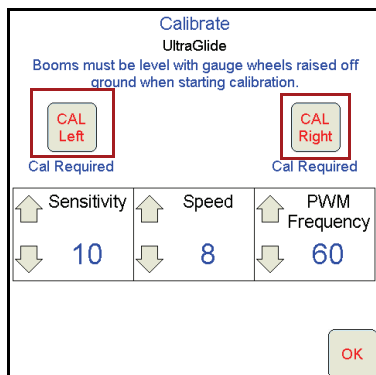 Calibrate
UltraGlide
Booms must be level with gauge wheels raised off
ground when starting calibration.
CAL
Left
CAL
Right
Cal Required
Cal Required
Sensitivity
10
Speed
8
PWM
Frequency
60
OK